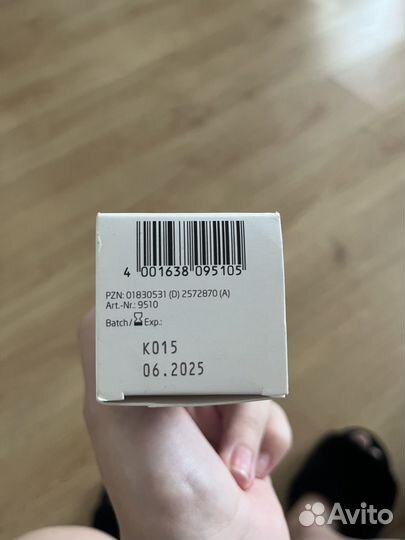 4 001638 095105
PZN: 01830531 (D) 2572870 (A)
Art.-Nr.: 9510
Batch/⌛ Exp.:
K015
06.2025
Avito